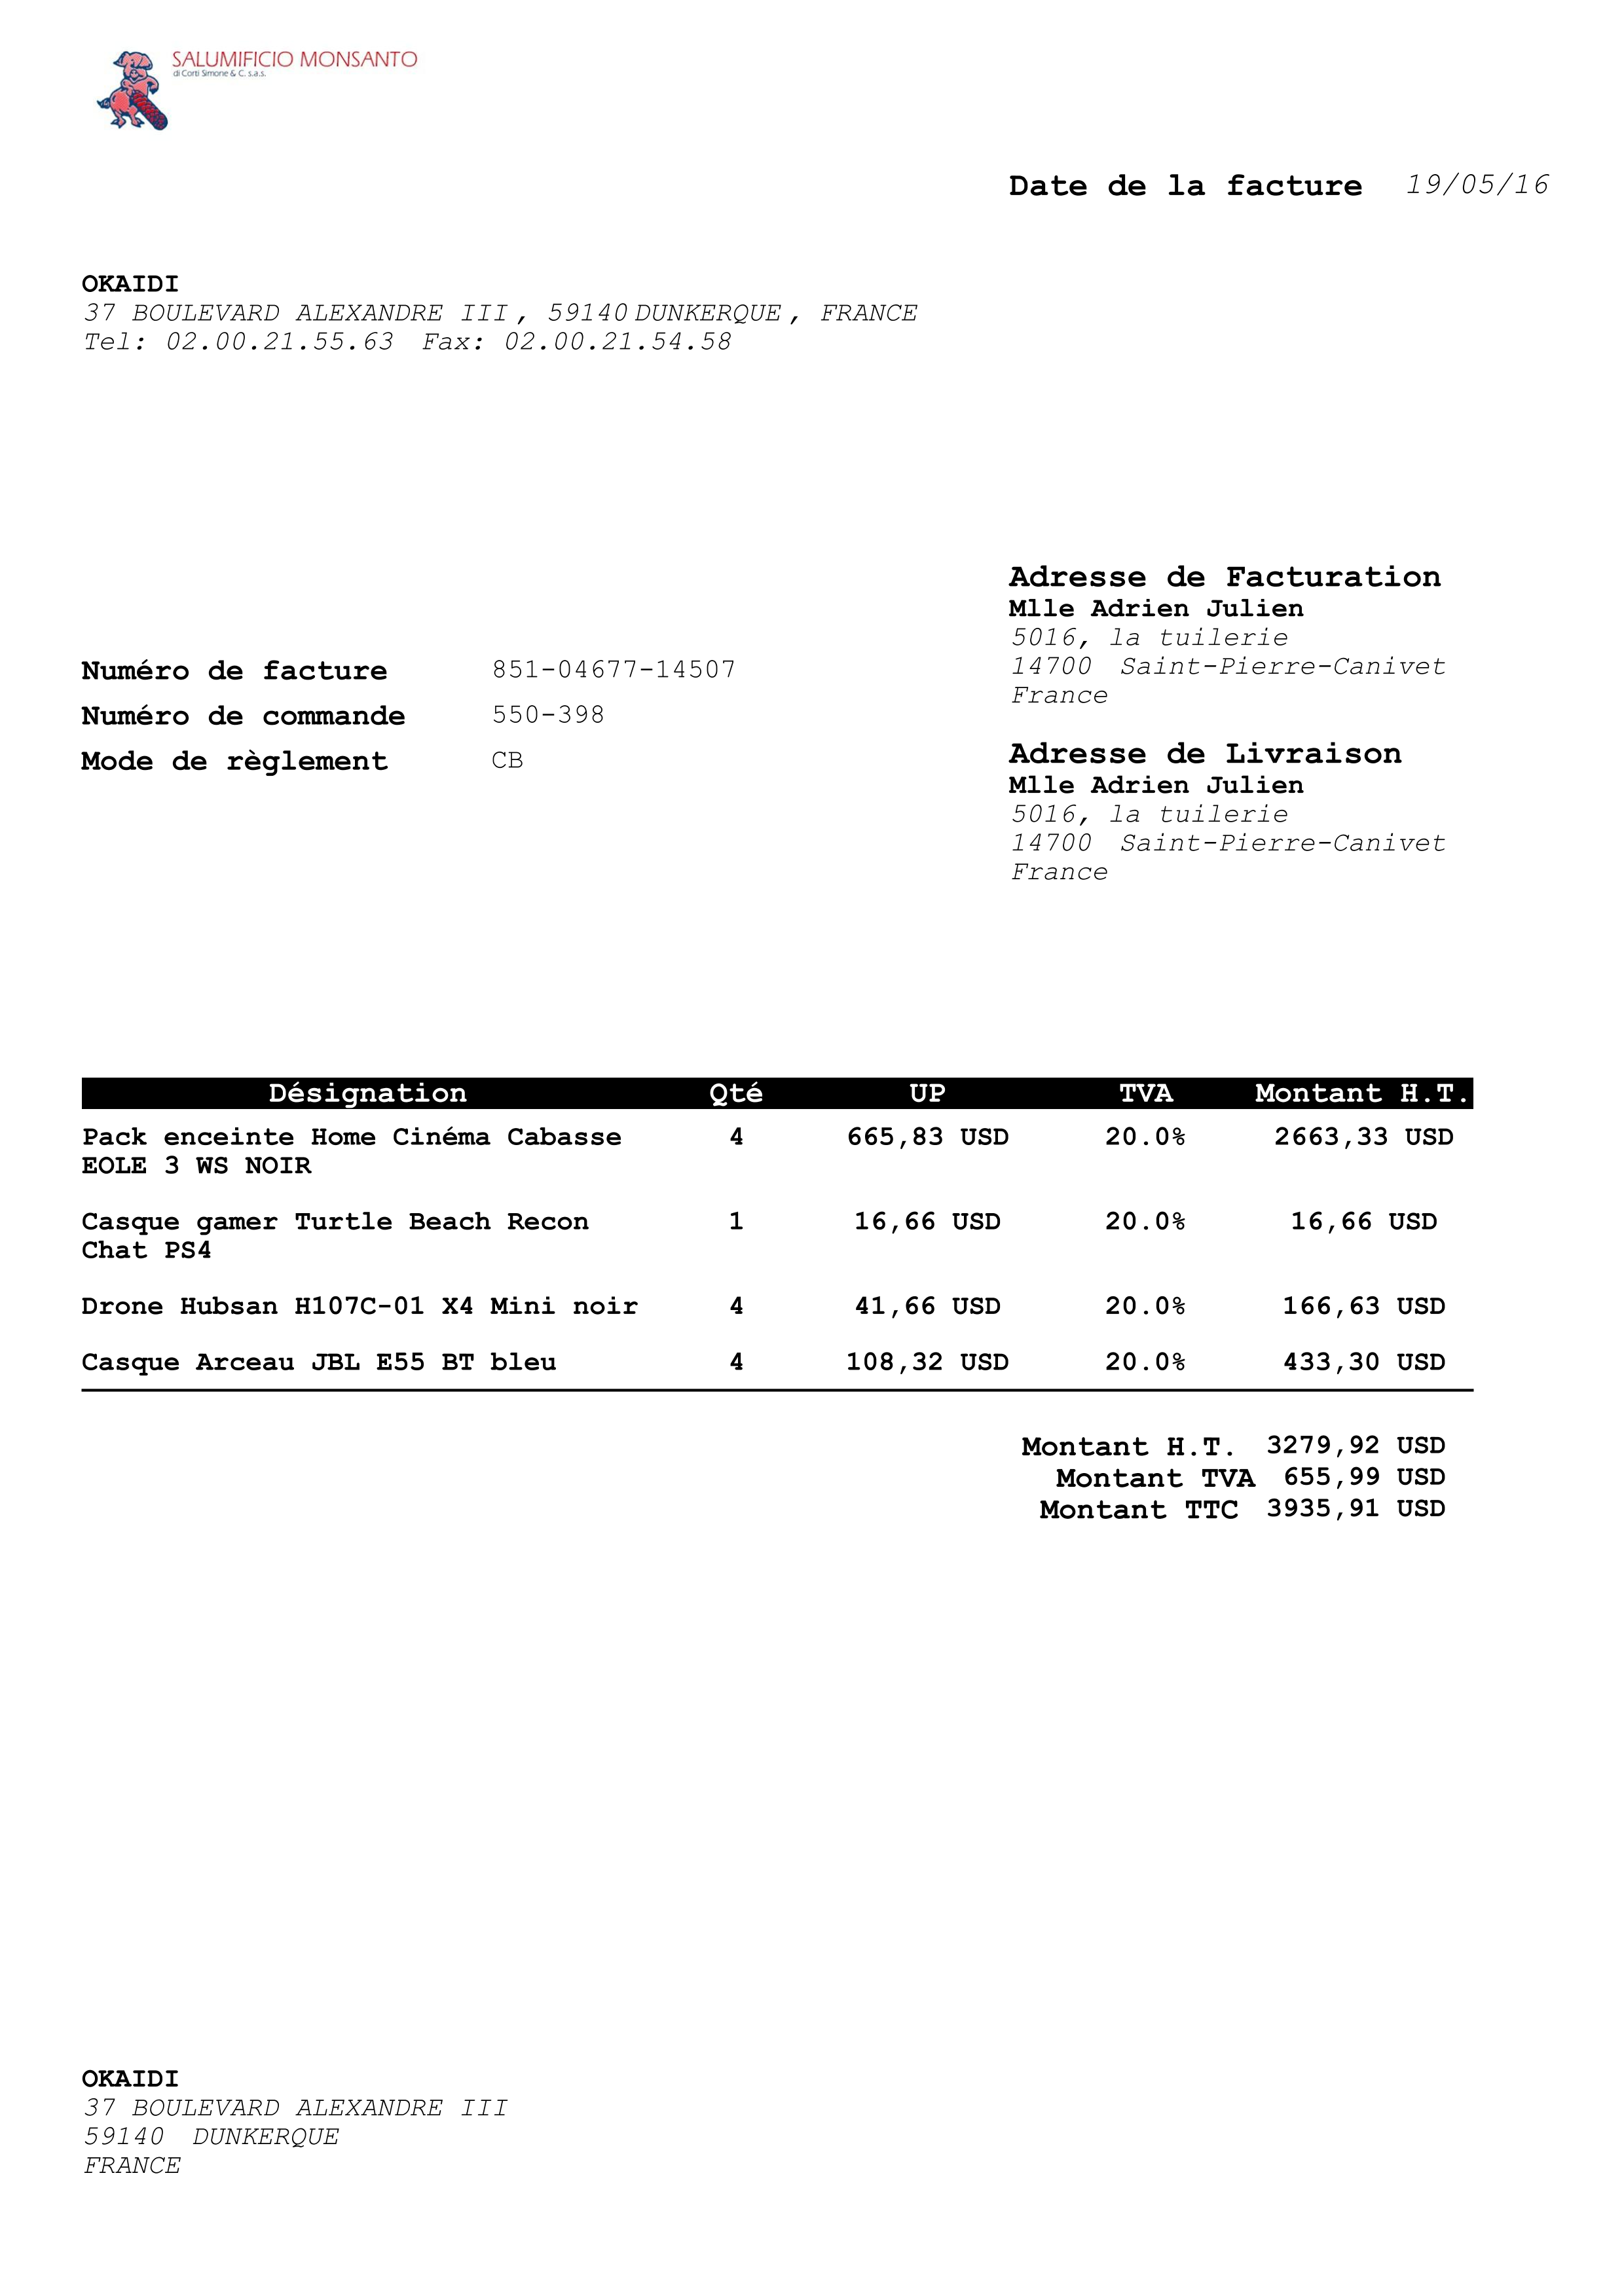 SALUMIFICIO MONSANTO
di Corti Simone & C. s.a.s.
Date de la facture 19/05/16
OKAIDI
37 BOULEVARD ALEXANDRE III , 59140 DUNKERQUE , FRANCE
Tel: 02.00.21.55.63 Fax: 02.00.21.54.58
Adresse de Facturation
Mlle Adrien Julien
5016, la tuilerie
14700 Saint-Pierre-Canivet
France
Numéro de facture 851-04677-14507
Numéro de commande 550-398
Mode de règlement CB
Adresse de Livraison
Mlle Adrien Julien
5016, la tuilerie
14700 Saint-Pierre-Canivet
France
Désignation Qté UP TVA Montant H.T.
Pack enceinte Home Cinéma Cabasse 4 665,83 USD 20.0% 2663,33 USD
EOLE 3 WS NOIR
Casque gamer Turtle Beach Recon 1 16,66 USD 20.0% 16,66 USD
Chat PS4
Drone Hubsan H107C-01 X4 Mini noir 4 41,66 USD 20.0% 166,63 USD
Casque Arceau JBL E55 BT bleu 4 108,32 USD 20.0% 433,30 USD
Montant H.T. 3279,92 USD
Montant TVA 655,99 USD
Montant TTC 3935,91 USD
OKAIDI
37 BOULEVARD ALEXANDRE III
59140 DUNKERQUE
FRANCE